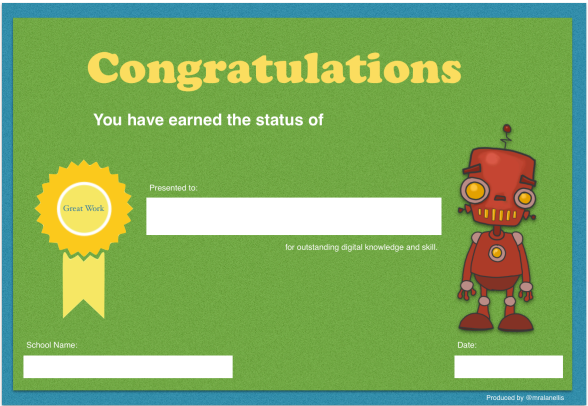 Congratulations
You have earned the status of
Great Work
Presented to:
for outstanding digital knowledge and skill.
School Name:
Date:
Produced by @mralanellis